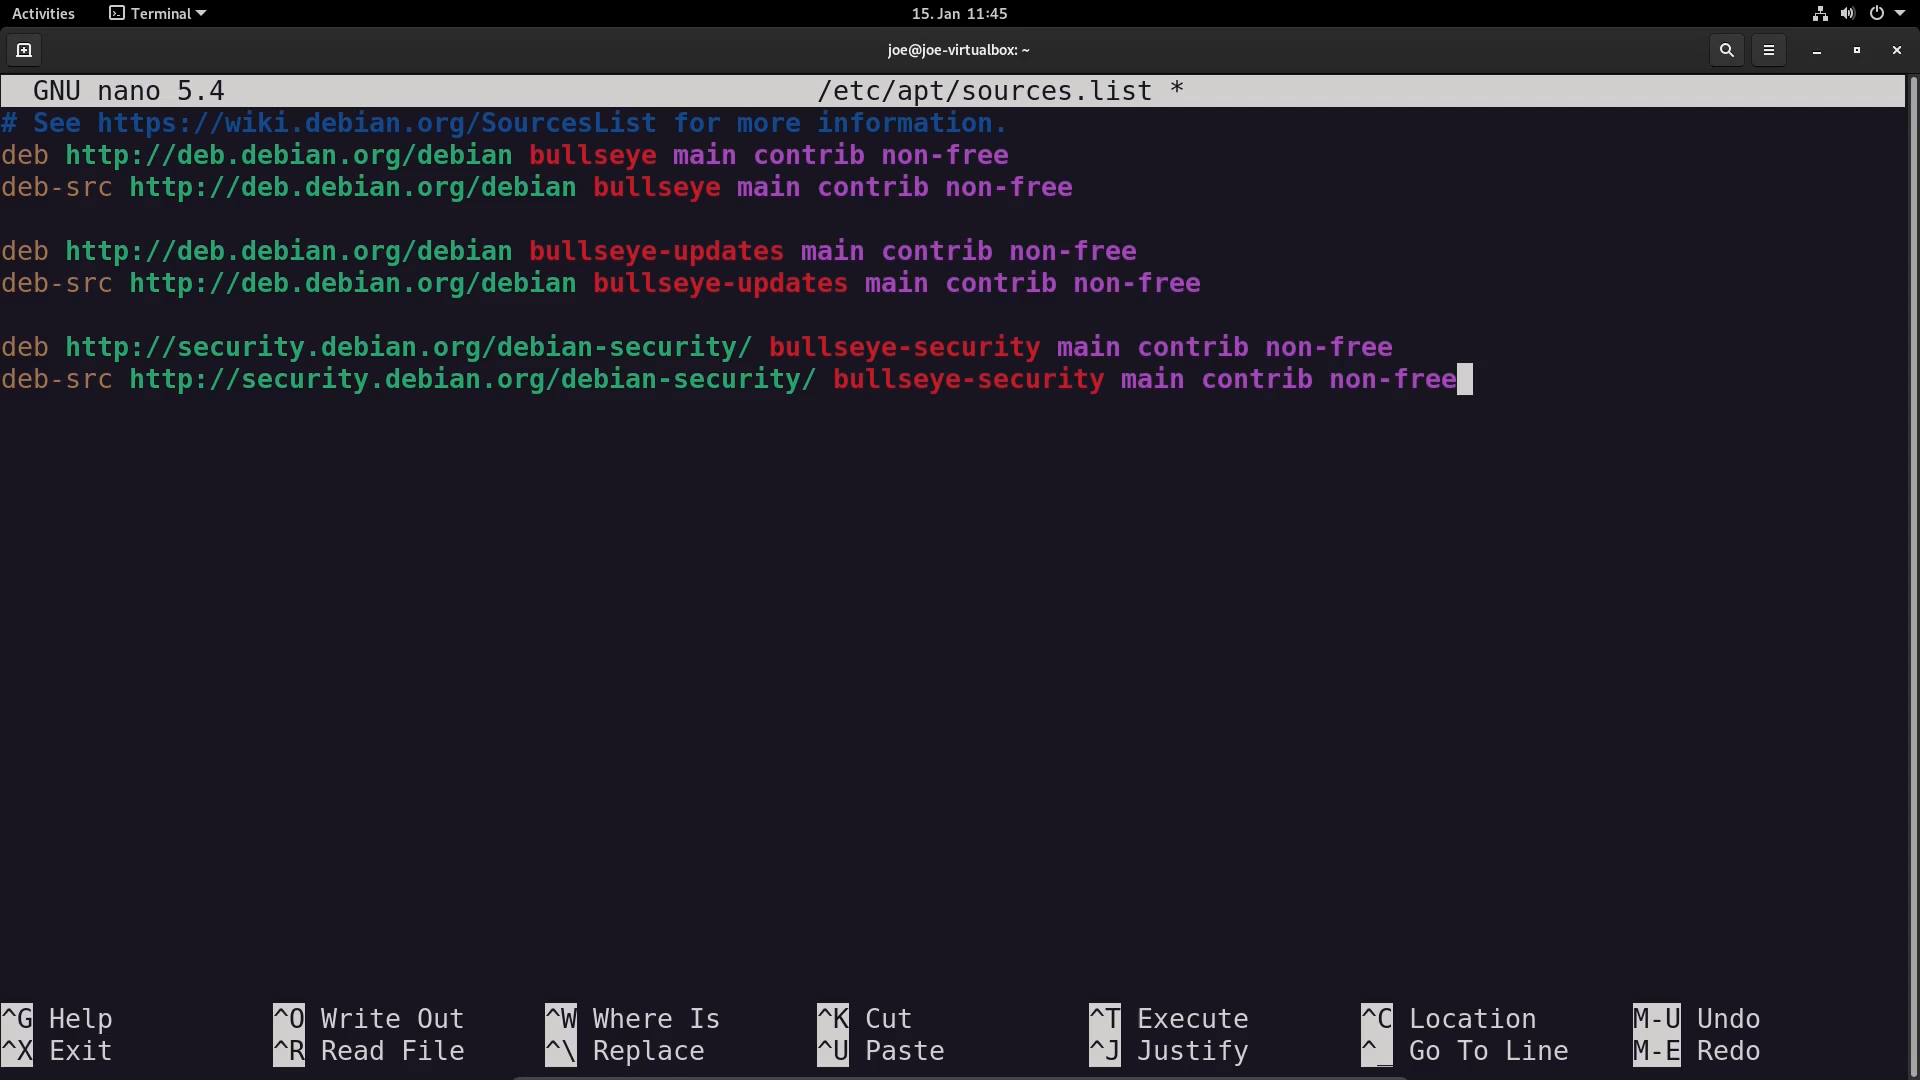 Activities Terminal 15. Jan 11:45
joe@joe-virtualbox: ~
GNU nano 5.4 /etc/apt/sources.list *
# See https://wiki.debian.org/SourcesList for more information.
deb http://deb.debian.org/debian bullseye main contrib non-free
deb-src http://deb.debian.org/debian bullseye main contrib non-free
deb http://deb.debian.org/debian bullseye-updates main contrib non-free
deb-src http://deb.debian.org/debian bullseye-updates main contrib non-free
deb http://security.debian.org/debian-security/ bullseye-security main contrib non-free
deb-src http://security.debian.org/debian-security/ bullseye-security main contrib non-free
^G Help ^O Write Out ^W Where Is ^K Cut ^T Execute ^C Location M-U Undo
^X Exit ^R Read File ^\ Replace ^U Paste ^J Justify ^_ Go To Line M-E Redo